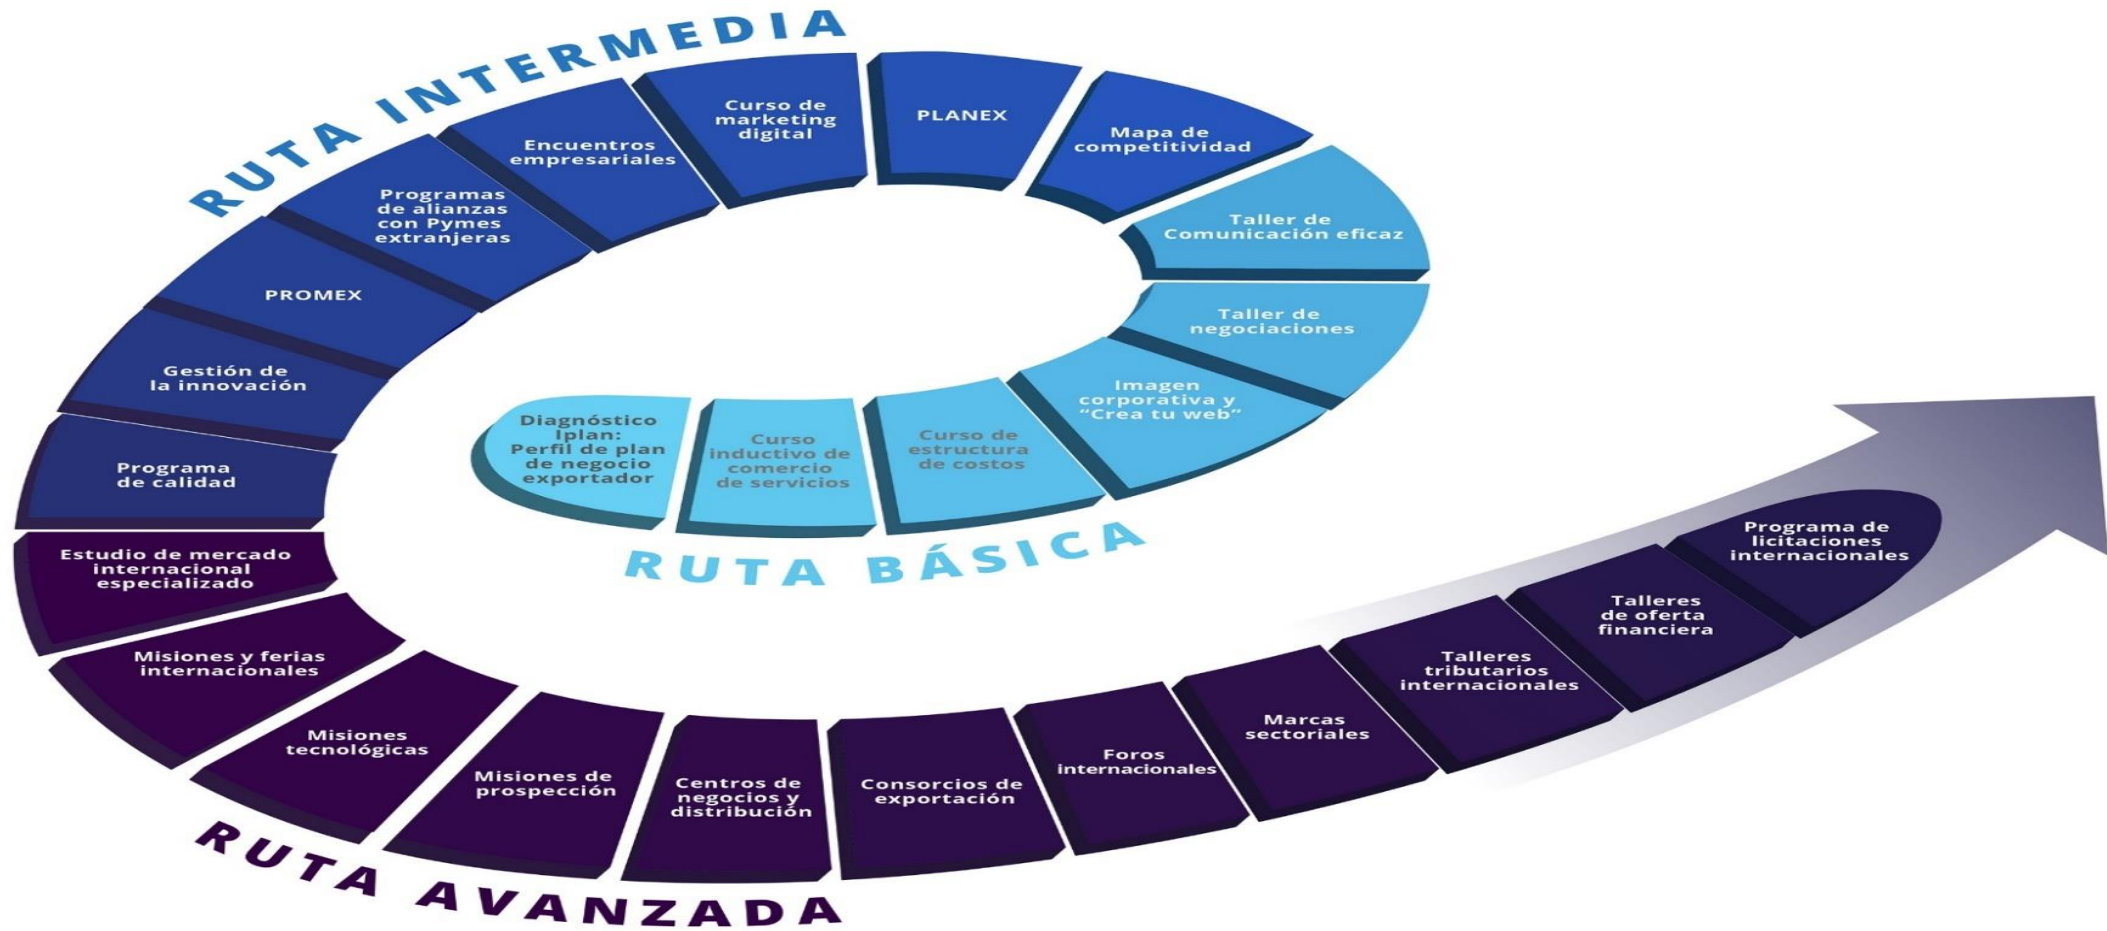 RUTA BÁSICA
Diagnóstico
Iplan:
Perfil de plan
de negocio
exportador
Curso
inductivo de
comercio
de servicios
Curso de
estructura
de costos
Imagen
corporativa y
“Crea tu web”
Taller de
negociaciones
Taller de
Comunicación eficaz
RUTA INTERMEDIA
Mapa de
competitividad
PLANEX
Curso de
marketing
digital
Encuentros
empresariales
Programas
de alianzas
con Pymes
extranjeras
PROMEX
Gestión de
la innovación
Programa
de calidad
RUTA AVANZADA
Estudio de mercado
internacional
especializado
Misiones y ferias
internacionales
Misiones
tecnológicas
Misiones de
prospección
Centros de
negocios y
distribución
Consorcios de
exportación
Foros
internacionales
Marcas
sectoriales
Talleres
tributarios
internacionales
Talleres
de oferta
financiera
Programa de
licitaciones
internacionales